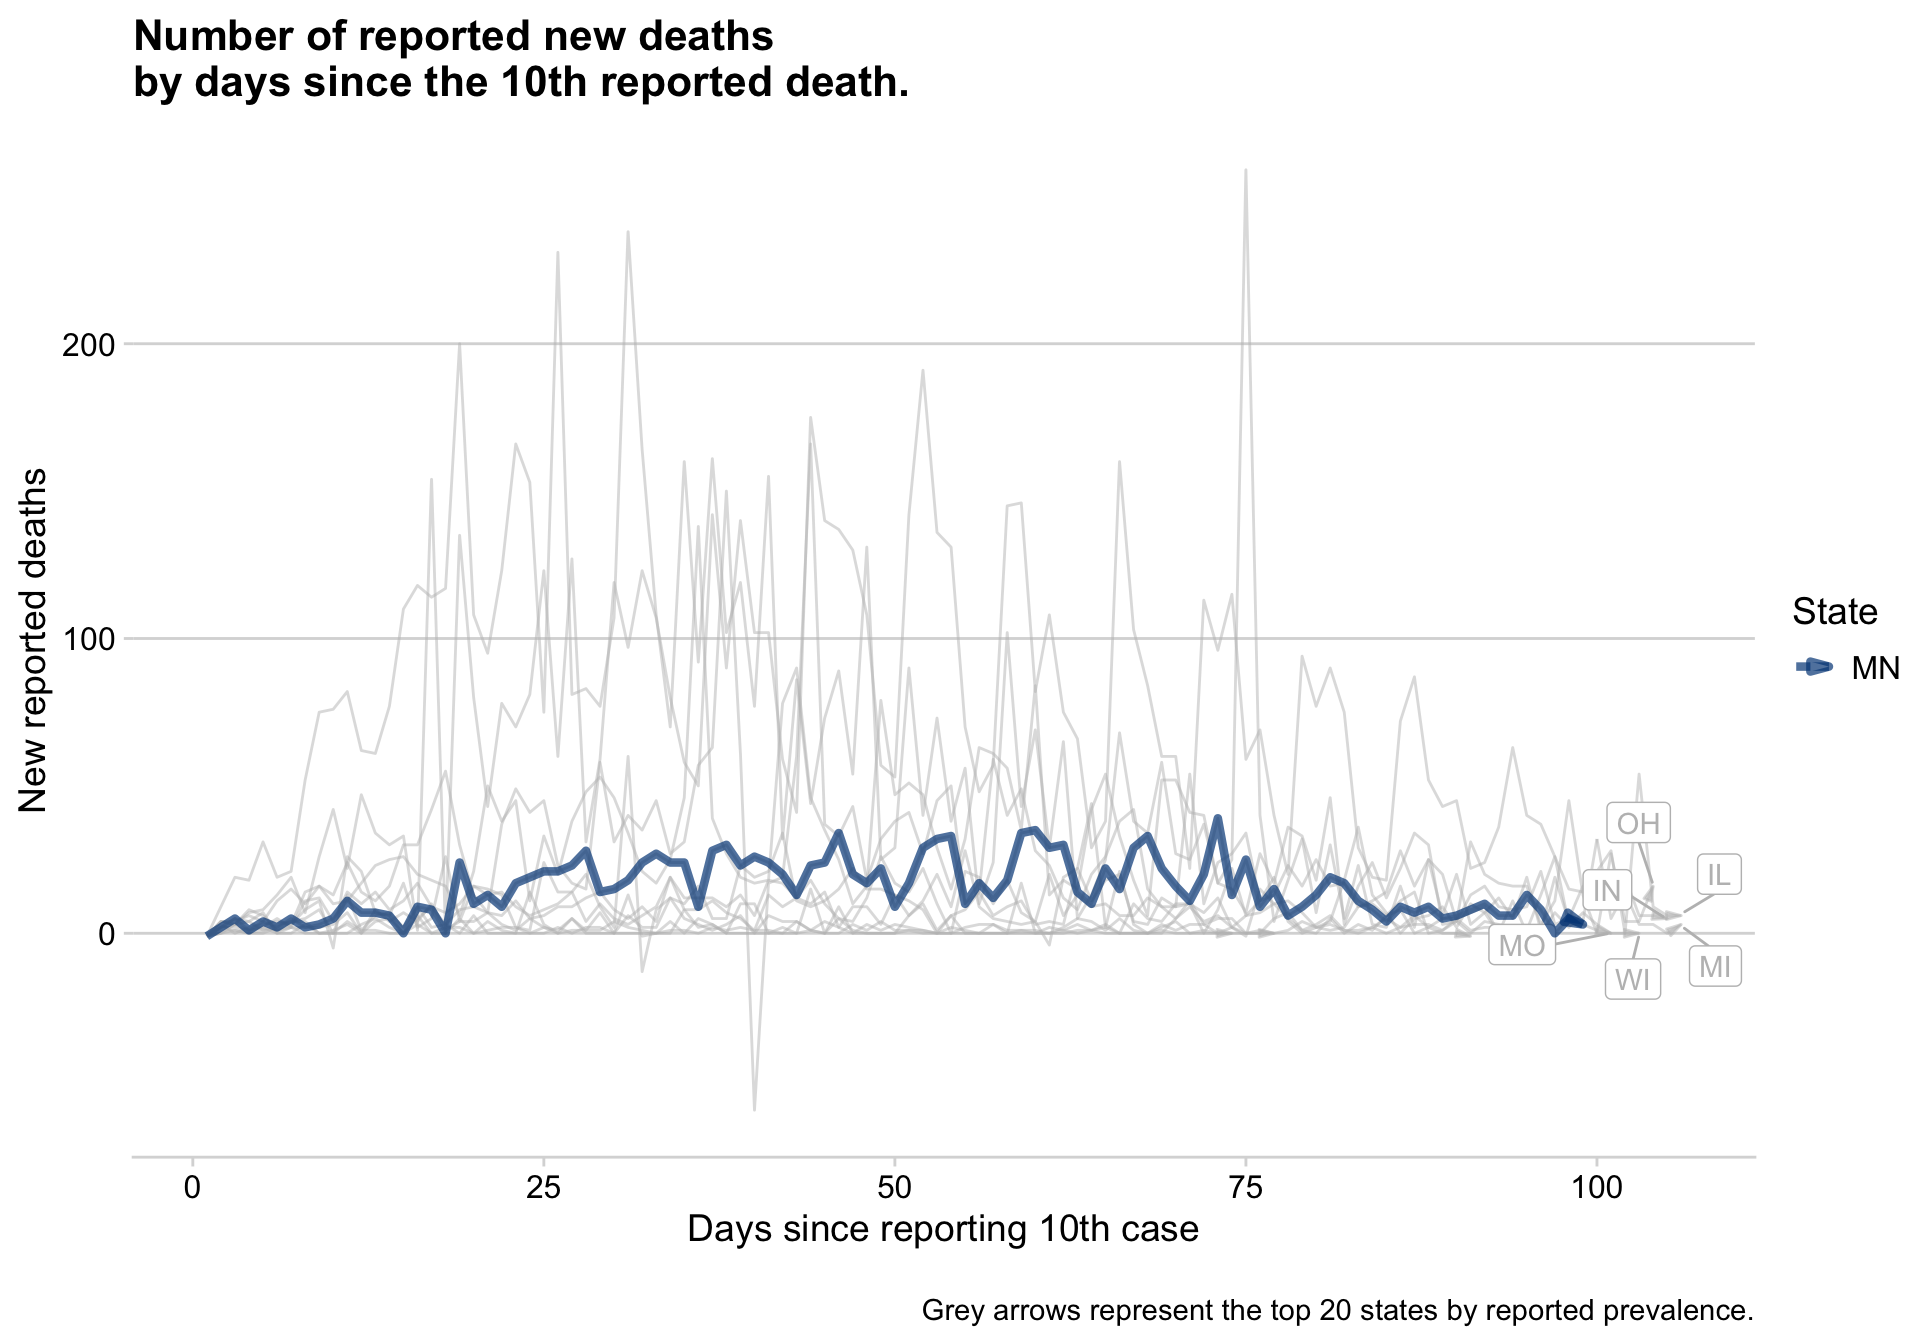 Number of reported new deaths
by days since the 10th reported death.
New reported deaths
200
100
0
OH
IL
IN
MO
WI
MI
State
MN
0 25 50 75 100
Days since reporting 10th case
Grey arrows represent the top 20 states by reported prevalence.